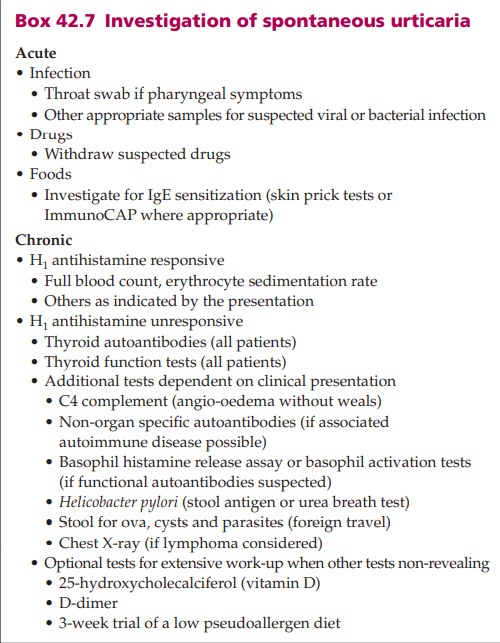 Box 42.7 Investigation of spontaneous urticaria
Acute
• Infection
• Throat swab if pharyngeal symptoms
• Other appropriate samples for suspected viral or bacterial infection
• Drugs
• Withdraw suspected drugs
• Foods
• Investigate for IgE sensitization (skin prick tests or
ImmunoCAP where appropriate)
Chronic
• H₁ antihistamine responsive
• Full blood count, erythrocyte sedimentation rate
• Others as indicated by the presentation
• H₁ antihistamine unresponsive
• Thyroid autoantibodies (all patients)
• Thyroid function tests (all patients)
• Additional tests dependent on clinical presentation
• C4 complement (angio-oedema without weals)
• Non-organ specific autoantibodies (if associated
autoimmune disease possible)
• Basophil histamine release assay or basophil activation tests
(if functional autoantibodies suspected)
• Helicobacter pylori (stool antigen or urea breath test)
• Stool for ova, cysts and parasites (foreign travel)
• Chest X-ray (if lymphoma considered)
• Optional tests for extensive work-up when other tests non-revealing
• 25-hydroxycholecalciferol (vitamin D)
• D-dimer
• 3-week trial of a low pseudoallergen diet